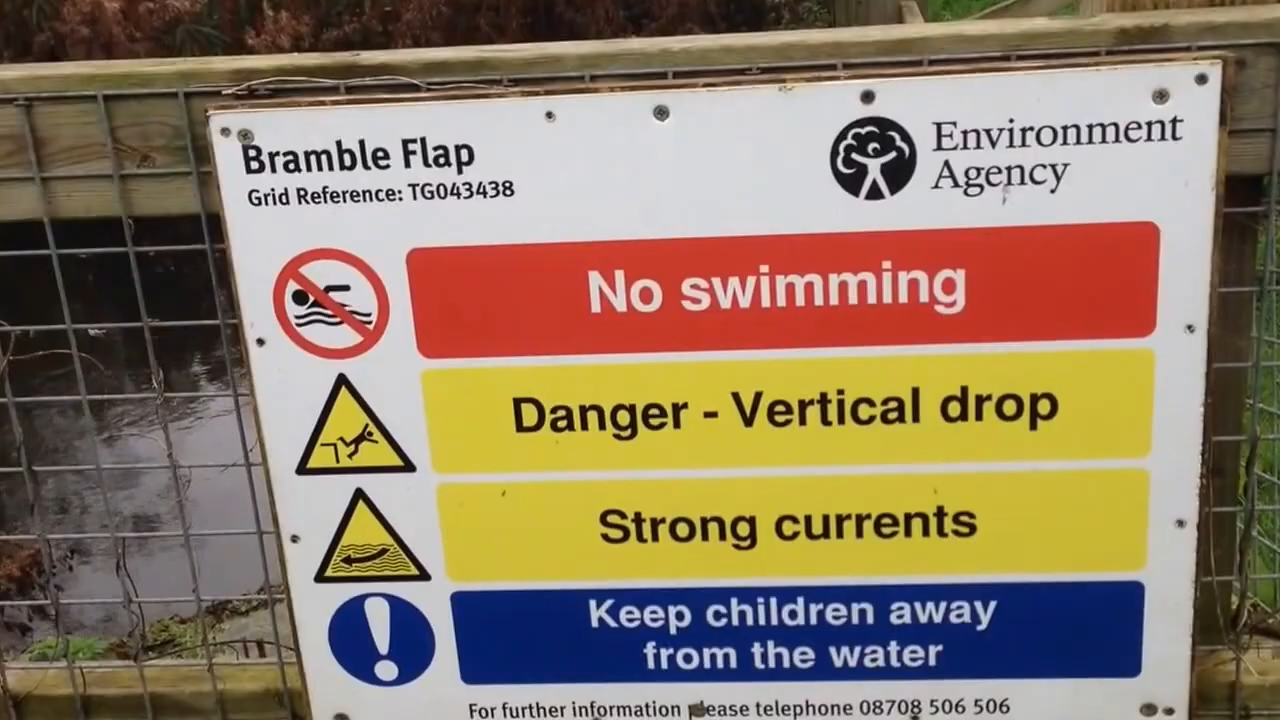 Bramble Flap
Grid Reference: TG043438
Environment
Agency
No swimming
Danger - Vertical drop
Strong currents
Keep children away
from the water
For further information please telephone 08708 506 506